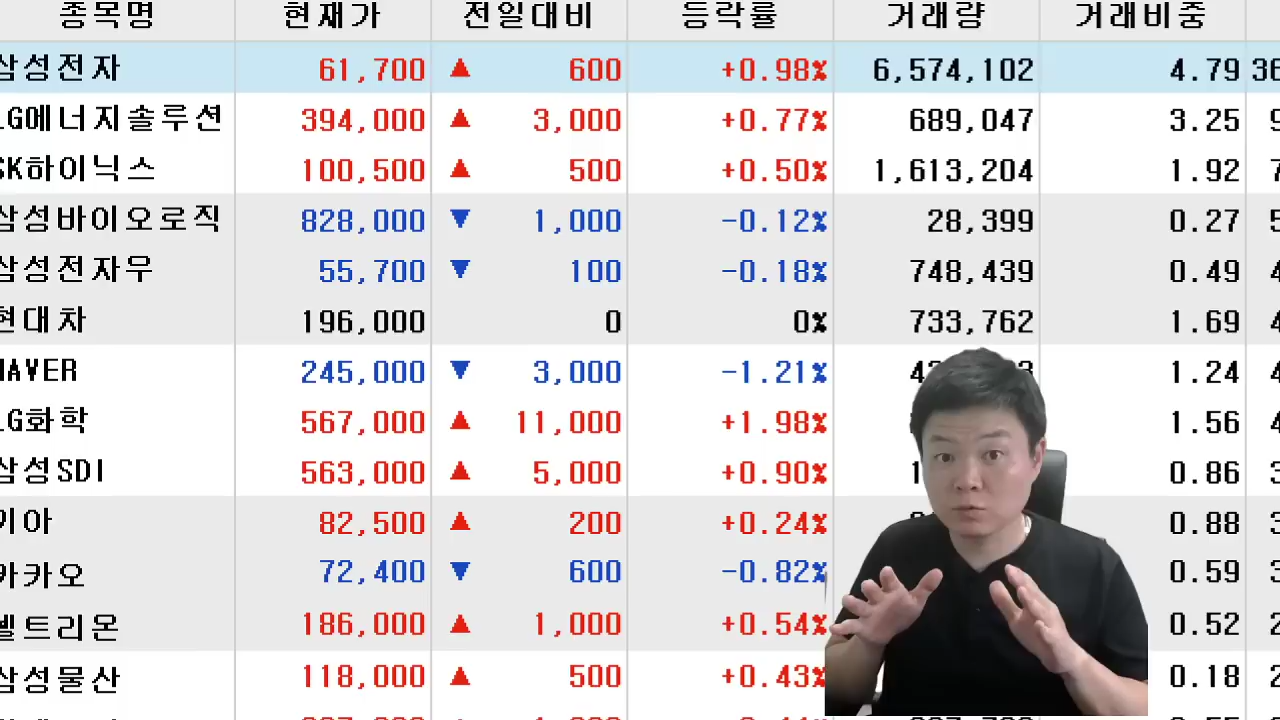 종목명 현재가 전일대비 등락률 거래량 거래비중
삼성전자 61,700 ▲ 600 +0.98% 6,574,102 4.79 36
LG에너지솔루션 394,000 ▲ 3,000 +0.77% 689,047 3.25
SK하이닉스 100,500 ▲ 500 +0.50% 1,613,204 1.92
삼성바이오로직 828,000 ▼ 1,000 -0.12% 28,399 0.27
삼성전자우 55,700 ▼ 100 -0.18% 748,439 0.49
현대차 196,000 0 0% 733,762 1.69
NAVER 245,000 ▼ 3,000 -1.21% 1.24
LG화학 567,000 ▲ 11,000 +1.98% 1.56
삼성SDI 563,000 ▲ 5,000 +0.90% 0.86
기아 82,500 ▲ 200 +0.24% 0.88
카카오 72,400 ▼ 600 -0.82% 0.59
셀트리온 186,000 ▲ 1,000 +0.54% 0.52
삼성물산 118,000 ▲ 500 +0.43% 0.18